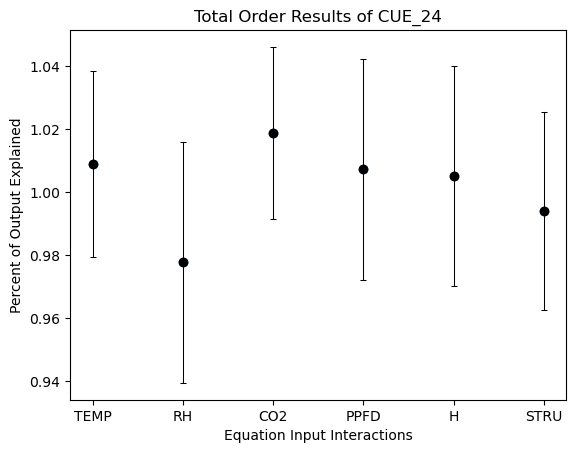 Total Order Results of CUE_24
Percent of Output Explained
1.04
1.02
1.00
0.98
0.96
0.94
TEMP RH CO2 PPFD H STRU
Equation Input Interactions